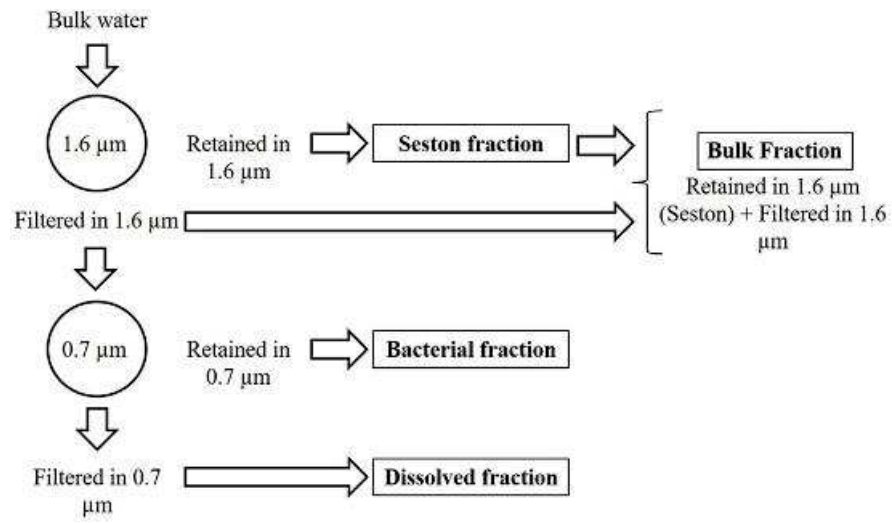 Bulk water
1.6 µm
Retained in
1.6 µm
Seston fraction
Bulk Fraction
Retained in 1.6 µm
(Seston) + Filtered in 1.6
µm
Filtered in 1.6 µm
0.7 µm
Retained in
0.7 µm
Bacterial fraction
Filtered in 0.7
µm
Dissolved fraction